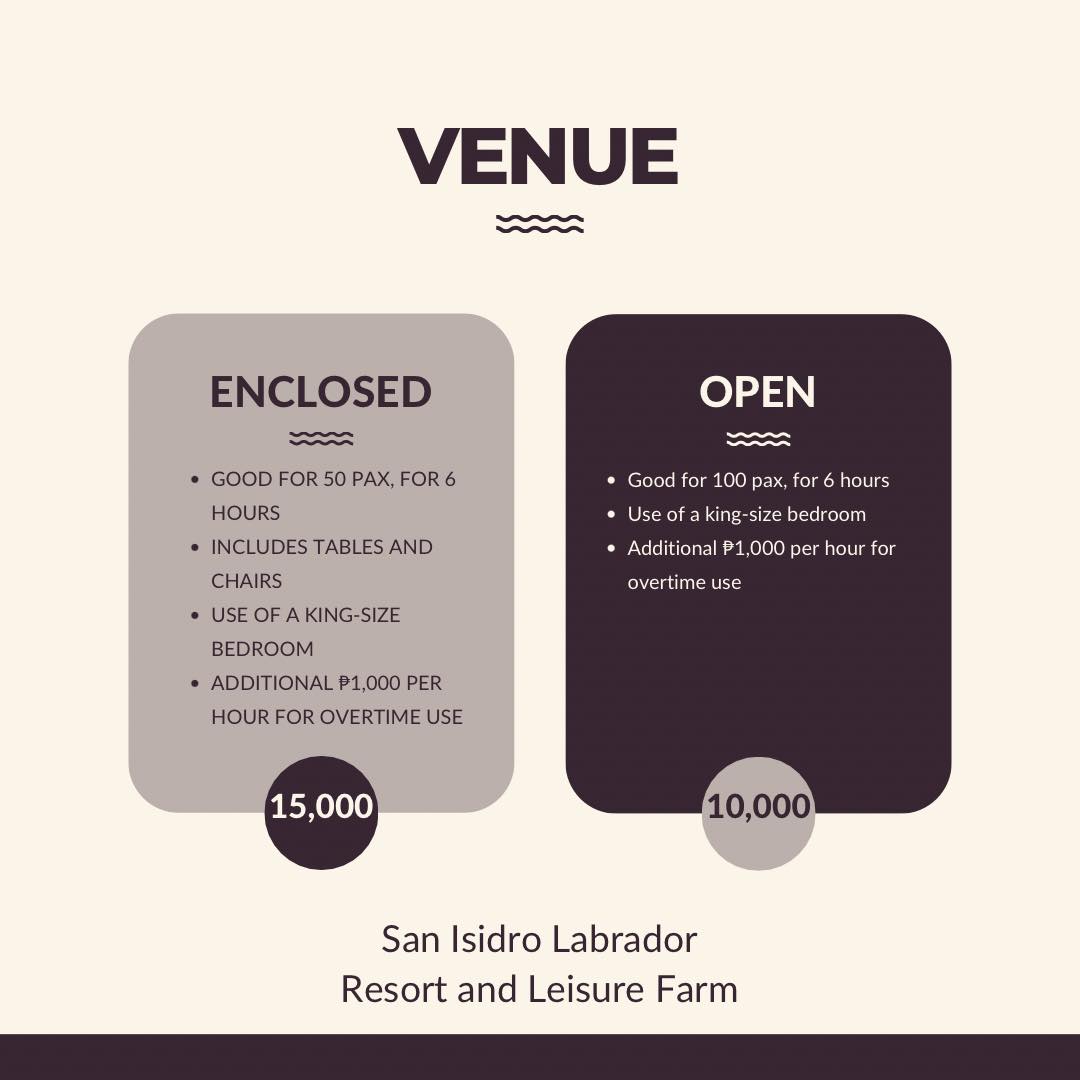 VENUE
ENCLOSED
• GOOD FOR 50 PAX, FOR 6
HOURS
• INCLUDES TABLES AND
CHAIRS
• USE OF A KING-SIZE
BEDROOM
• ADDITIONAL ₱1,000 PER
HOUR FOR OVERTIME USE
15,000
OPEN
• Good for 100 pax, for 6 hours
• Use of a king-size bedroom
• Additional ₱1,000 per hour for
overtime use
10,000
San Isidro Labrador
Resort and Leisure Farm